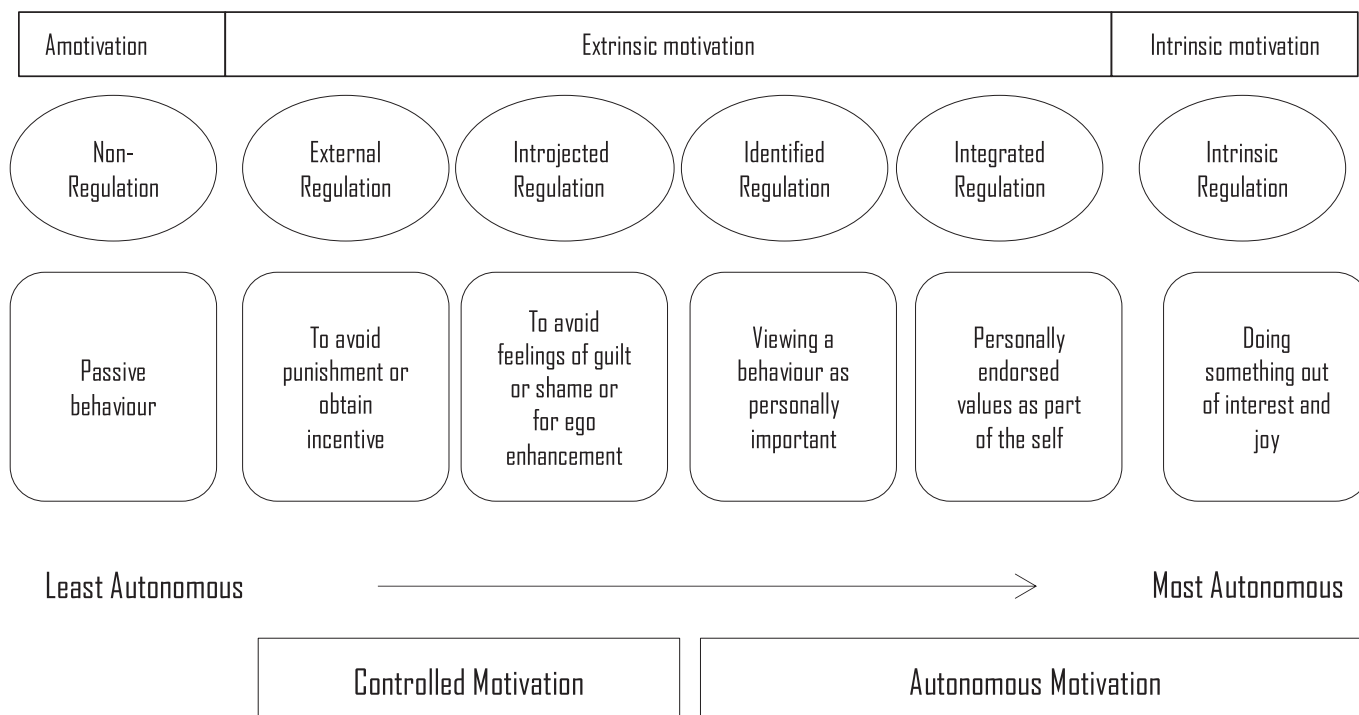 Amotivation
Extrinsic motivation
Intrinsic motivation
Non-
Regulation
External
Regulation
Introjected
Regulation
Identified
Regulation
Integrated
Regulation
Intrinsic
Regulation
Passive
behaviour
To avoid
punishment or
obtain
incentive
To avoid
feelings of guilt
or shame or
for ego
enhancement
Viewing a
behaviour as
personally
important
Personally
endorsed
values as part
of the self
Doing
something out
of interest and
joy
Least Autonomous
Most Autonomous
Controlled Motivation
Autonomous Motivation